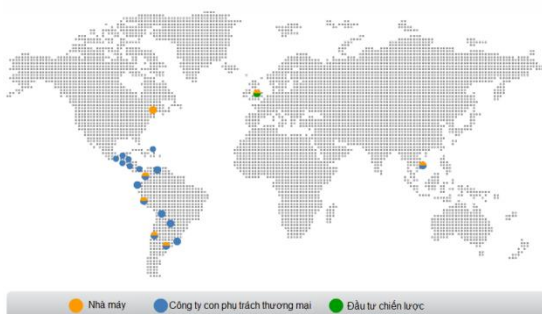 Nhà máy
Công ty con phụ trách thương mại
Đầu tư chiến lược